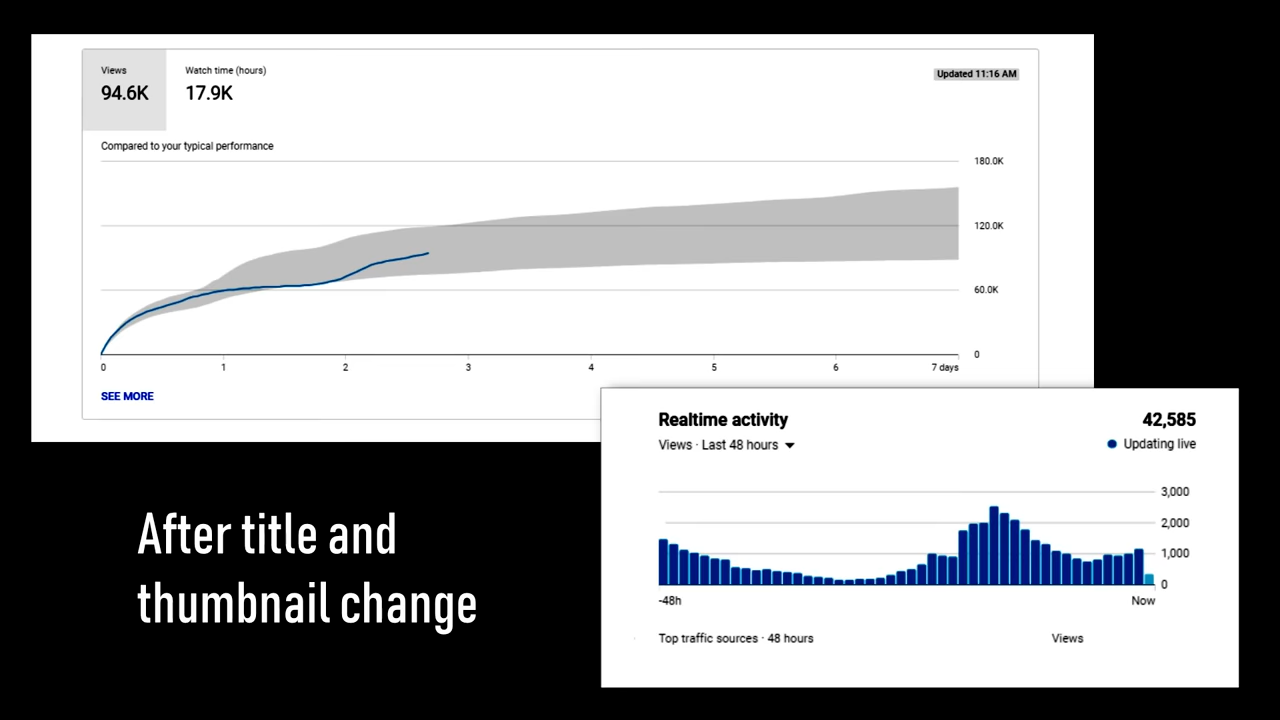 Views
Watch time (hours)
Updated 11:16 AM
94.6K
17.9K
Compared to your typical performance
180.0K
120.0K
60.0K
0
0 1 2 3 4 5 6 7 days
SEE MORE
Realtime activity
42,585
Views · Last 48 hours
Updating live
3,000
2,000
1,000
0
-48h
Now
Top traffic sources · 48 hours
Views
After title and
thumbnail change